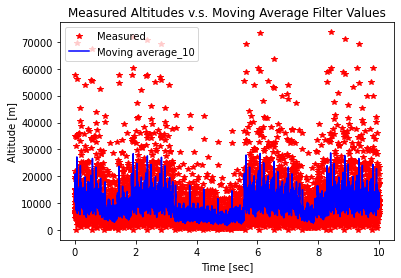 Measured Altitudes v.s. Moving Average Filter Values
Measured
Moving average_10
70000
60000
50000
40000
30000
20000
10000
0
Altitude [m]
0 2 4 6 8 10
Time [sec]